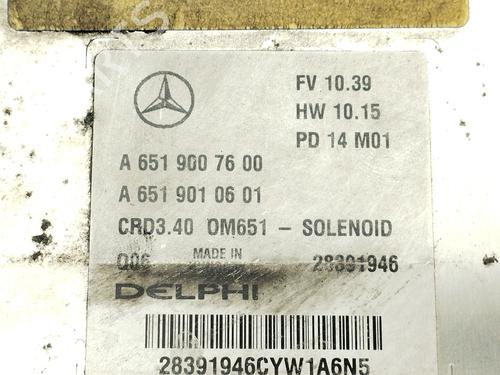 FV 10.39
HW 10.15
PD 14 M01
A 651 900 76 00
A 651 901 06 01
CRD3.40 OM651 - SOLENOID
Q06 MADE IN 28391946
DELPHI
28391946CYW1A6N5